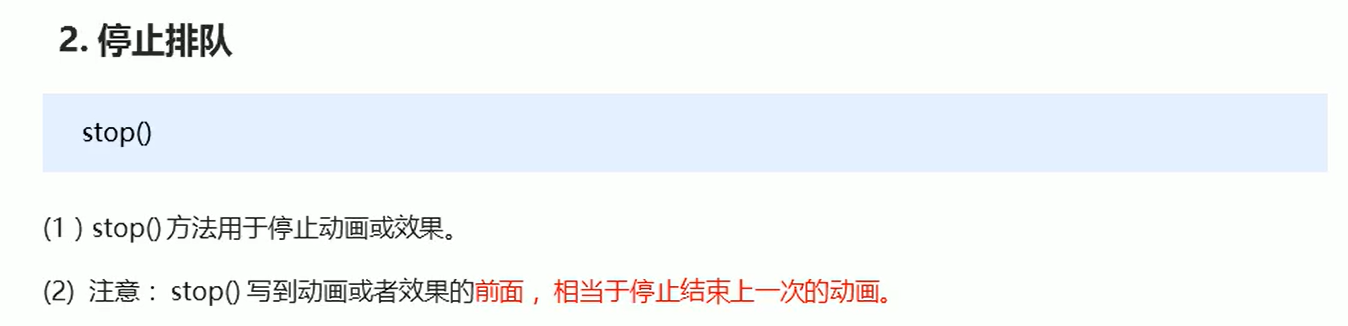 2. 停止排队
stop()
(1 ) stop() 方法用于停止动画或效果。
(2) 注意： stop() 写到动画或者效果的前面 ，相当于停止结束上一次的动画。